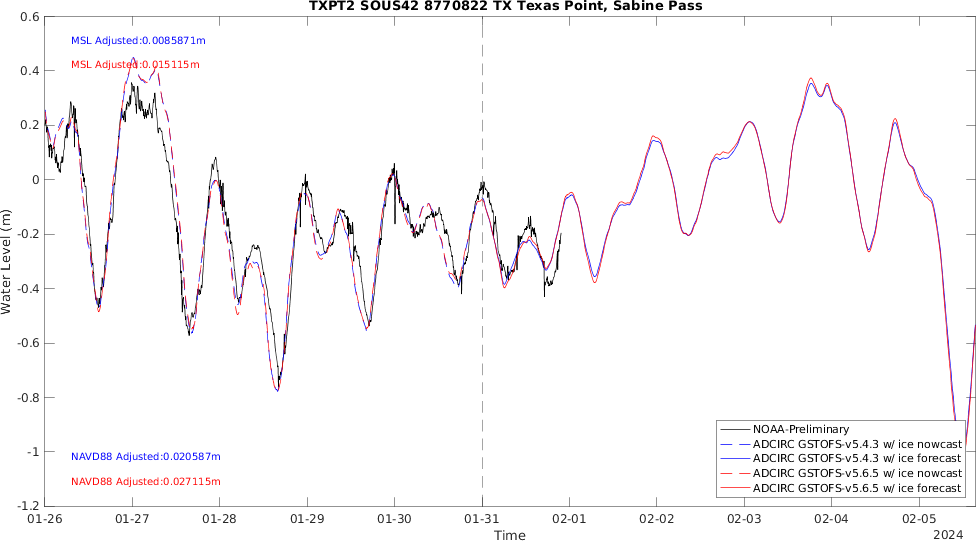 TXPT2 SOUS42 8770822 TX Texas Point, Sabine Pass
MSL Adjusted:0.0085871m
MSL Adjusted:0.015115m
NAVD88 Adjusted:0.020587m
NAVD88 Adjusted:0.027115m
Water Level (m)
0.6
0.4
0.2
0
-0.2
-0.4
-0.6
-0.8
-1
-1.2
NOAA-Preliminary
ADCIRC GSTOFS-v5.4.3 w/ ice nowcast
ADCIRC GSTOFS-v5.4.3 w/ ice forecast
ADCIRC GSTOFS-v5.6.5 w/ ice nowcast
ADCIRC GSTOFS-v5.6.5 w/ ice forecast
01-26 01-27 01-28 01-29 01-30 01-31 02-01 02-02 02-03 02-04 02-05
Time
2024